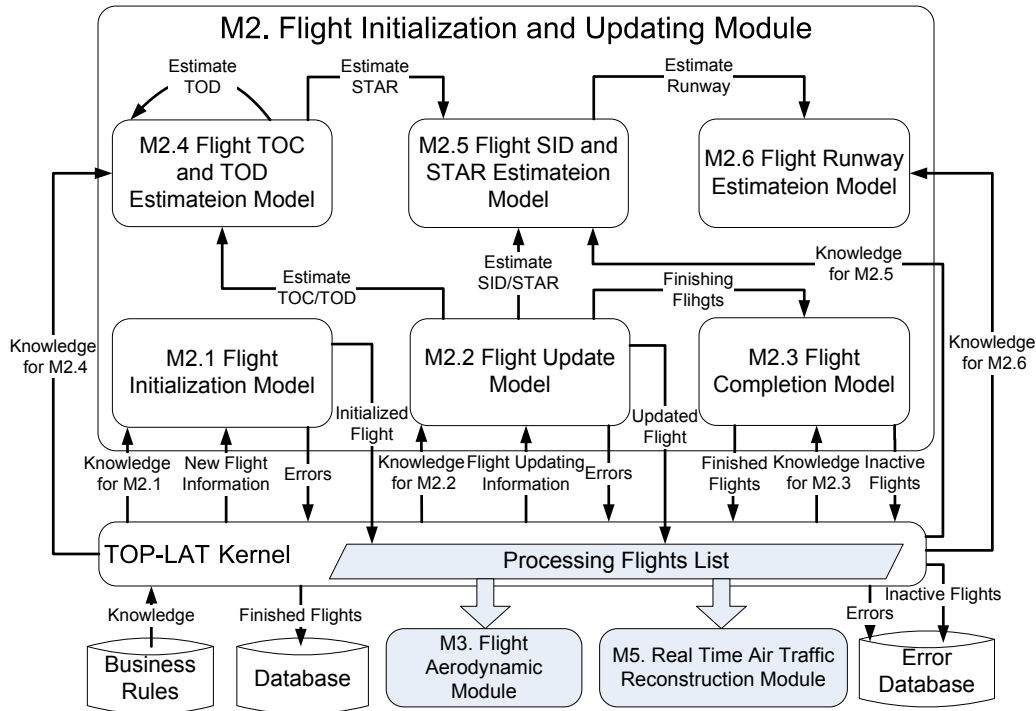 M2. Flight Initialization and Updating Module
Estimate
TOD
Estimate
STAR
Estimate
Runway
M2.4 Flight TOC
and TOD
Estimateion Model
M2.5 Flight SID and
STAR Estimateion
Model
M2.6 Flight Runway
Estimateion Model
Knowledge
for M2.5
Estimate
TOC/TOD
Estimate
SID/STAR
Finishing
Flihgts
Knowledge
for M2.4
M2.1 Flight
Initialization Model
M2.2 Flight Update
Model
M2.3 Flight
Completion Model
Knowledge
for M2.6
Initialized
Flight
Updated
Flight
Knowledge
for M2.1
New Flight
Information
Errors
Knowledge
for M2.2
Flight Updating
Information
Errors
Finished
Flights
Knowledge
for M2.3
Inactive
Flights
TOP-LAT Kernel
Processing Flights List
Knowledge
Finished Flights
Errors
Inactive Flights
Business
Rules
Database
M3. Flight
Aerodynamic
Module
M5. Real Time Air Traffic
Reconstruction Module
Error
Database